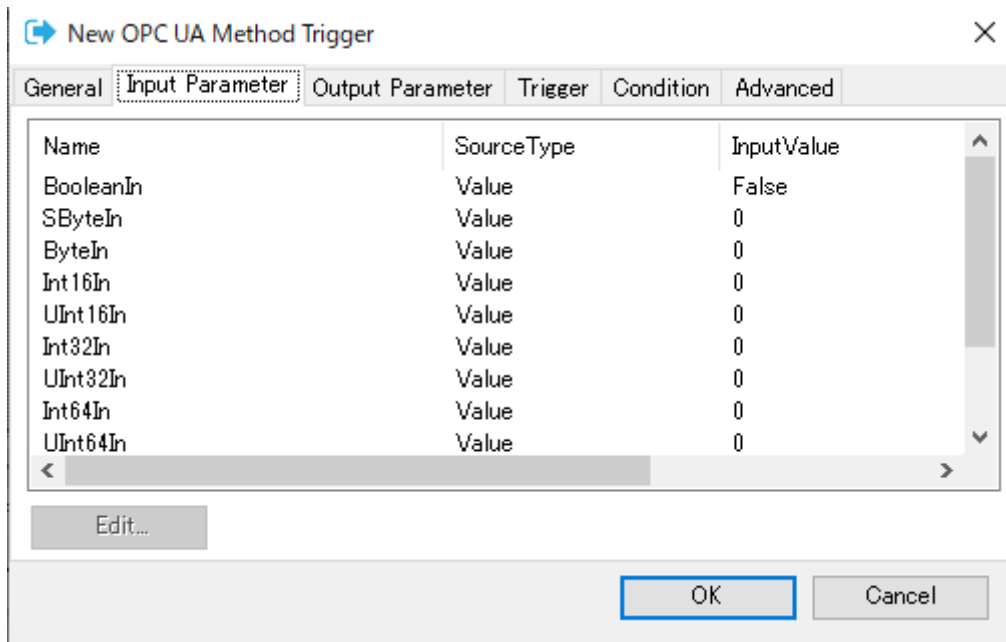 New OPC UA Method Trigger
General Input Parameter Output Parameter Trigger Condition Advanced
Name SourceType InputValue
BooleanIn Value False
SByteIn Value 0
ByteIn Value 0
Int16In Value 0
UInt16In Value 0
Int32In Value 0
UInt32In Value 0
Int64In Value 0
UInt64In Value 0
Edit...
OK Cancel